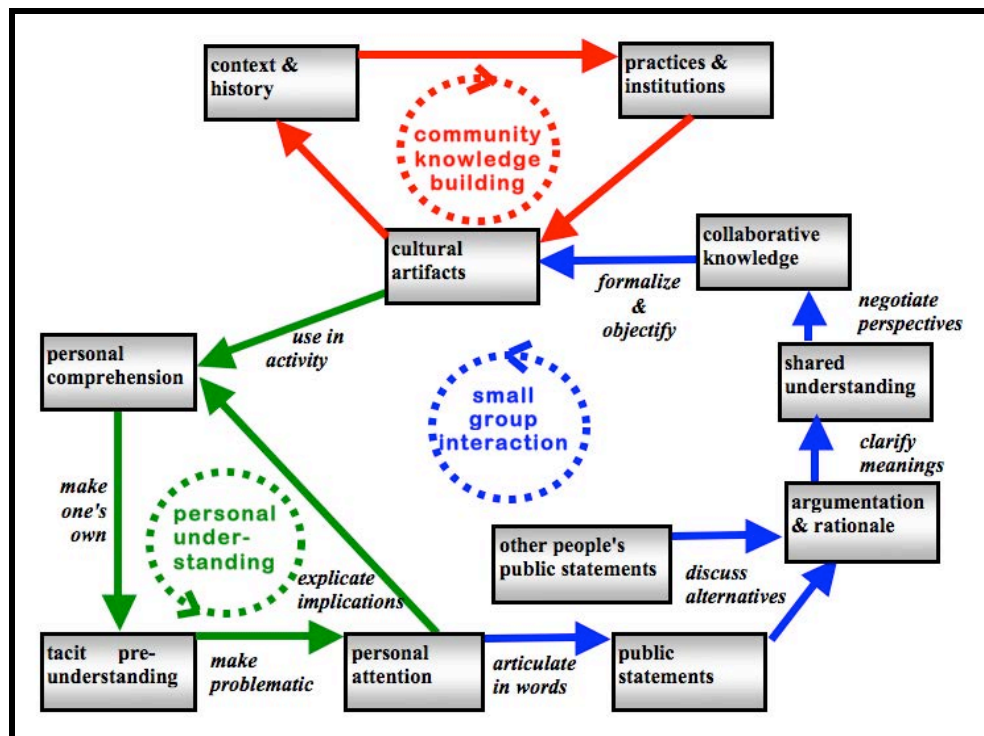 context &
history
practices &
institutions
community
knowledge
building
cultural
artifacts
collaborative
knowledge
formalize
&
objectify
negotiate
perspectives
use in
activity
personal
comprehension
shared
understanding
small
group
interaction
clarify
meanings
make
one's
own
personal
under-
standing
argumentation
& rationale
other people's
public statements
discuss
alternatives
explicate
implications
tacit pre-
understanding
make
problematic
personal
attention
articulate
in words
public
statements